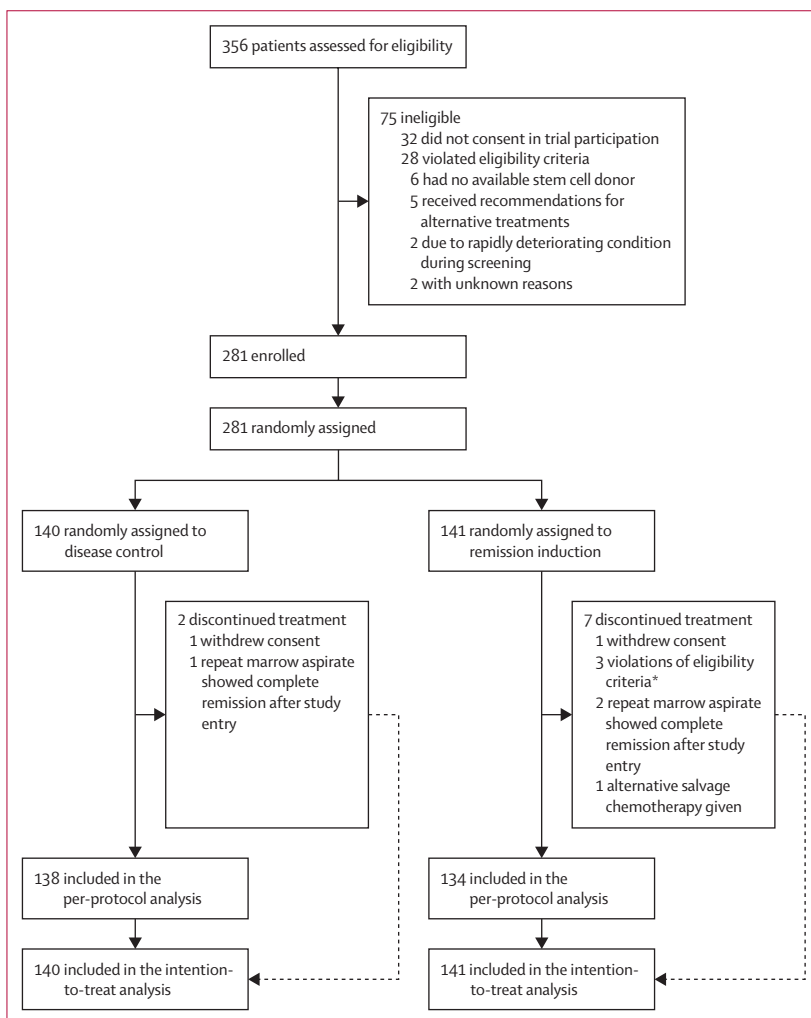 356 patients assessed for eligibility
75 ineligible
32 did not consent in trial participation
28 violated eligibility criteria
6 had no available stem cell donor
5 received recommendations for
alternative treatments
2 due to rapidly deteriorating condition
during screening
2 with unknown reasons
281 enrolled
281 randomly assigned
140 randomly assigned to
disease control
141 randomly assigned to
remission induction
2 discontinued treatment
1 withdrew consent
1 repeat marrow aspirate
showed complete
remission after study
entry
7 discontinued treatment
1 withdrew consent
3 violations of eligibility
criteria*
2 repeat marrow aspirate
showed complete
remission after study
entry
1 alternative salvage
chemotherapy given
138 included in the
per-protocol analysis
134 included in the
per-protocol analysis
140 included in the intention-
to-treat analysis
141 included in the intention-
to-treat analysis